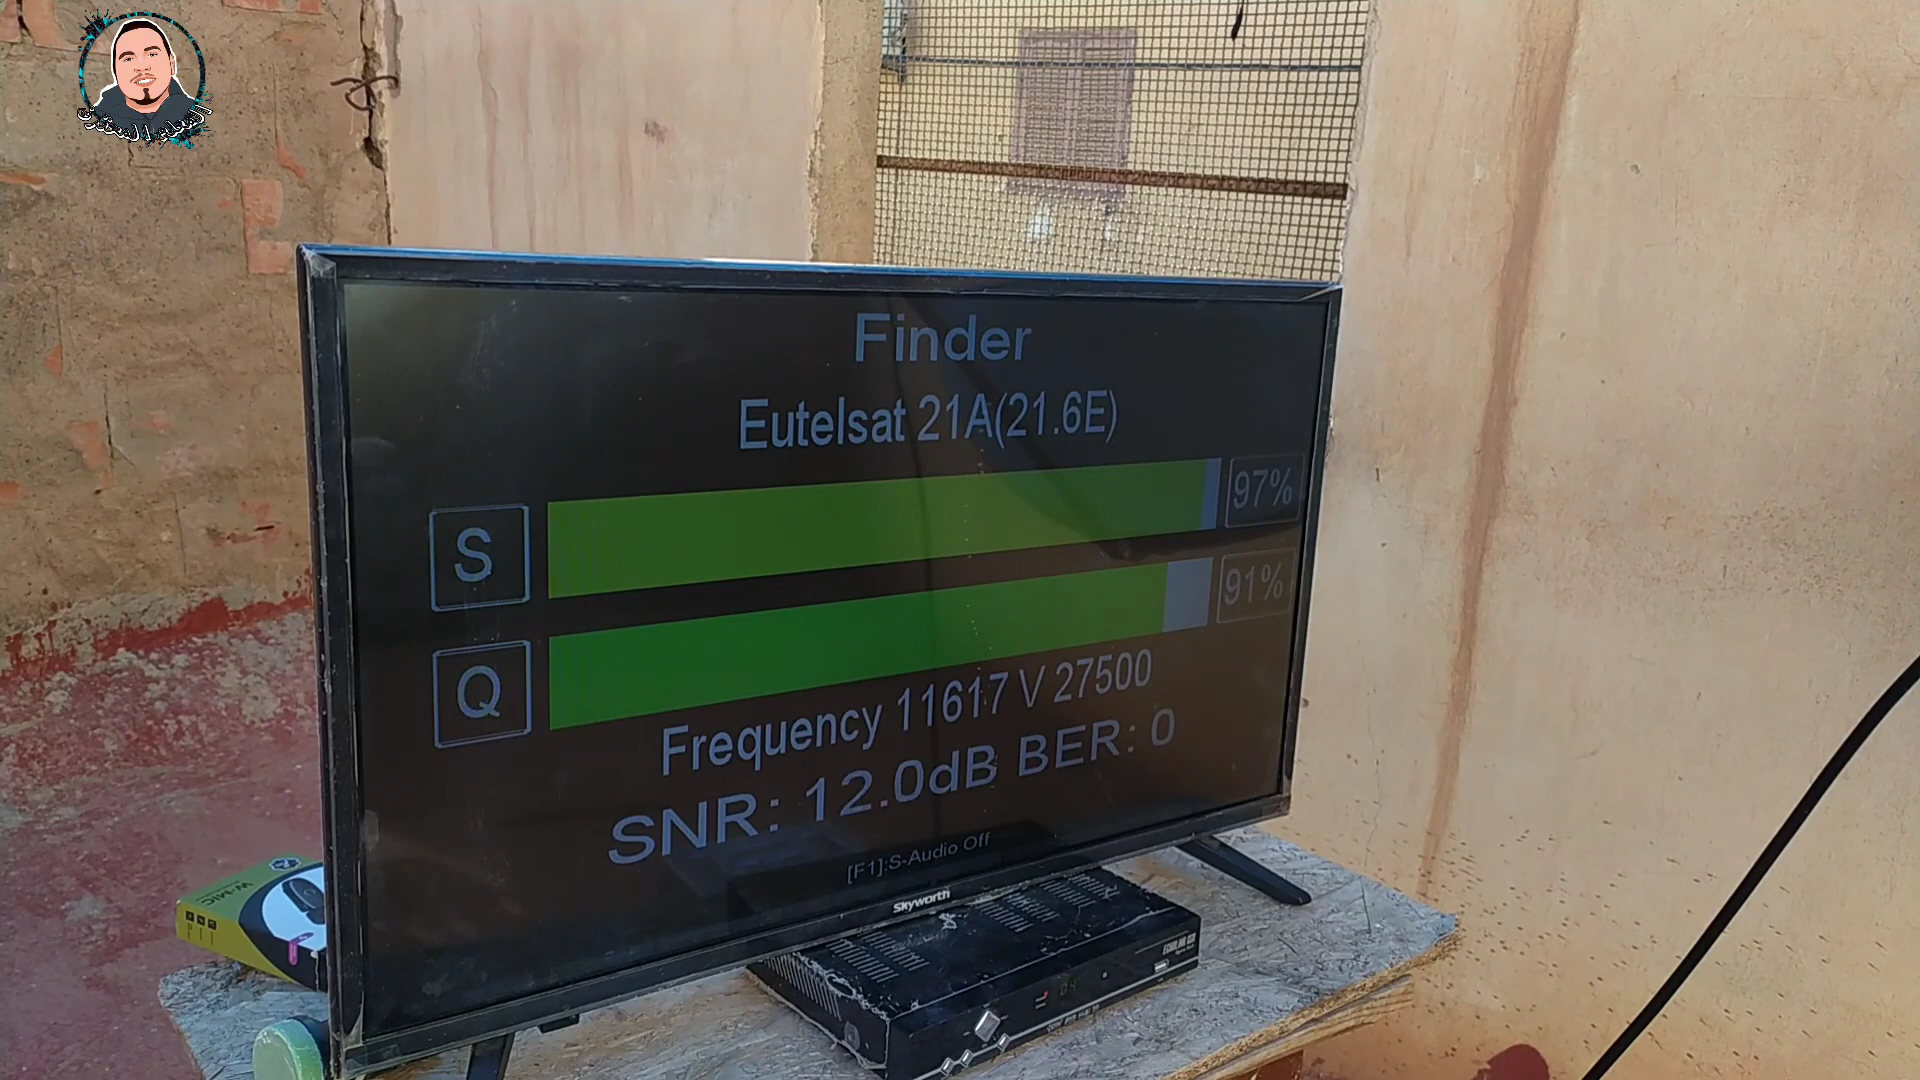 Finder
Eutelsat 21A(21.6E)
S
97%
Q
91%
Frequency 11617 V 27500
SNR: 12.0dB BER: 0
[F1]:S-Audio Off
Skyworth
W-MIC